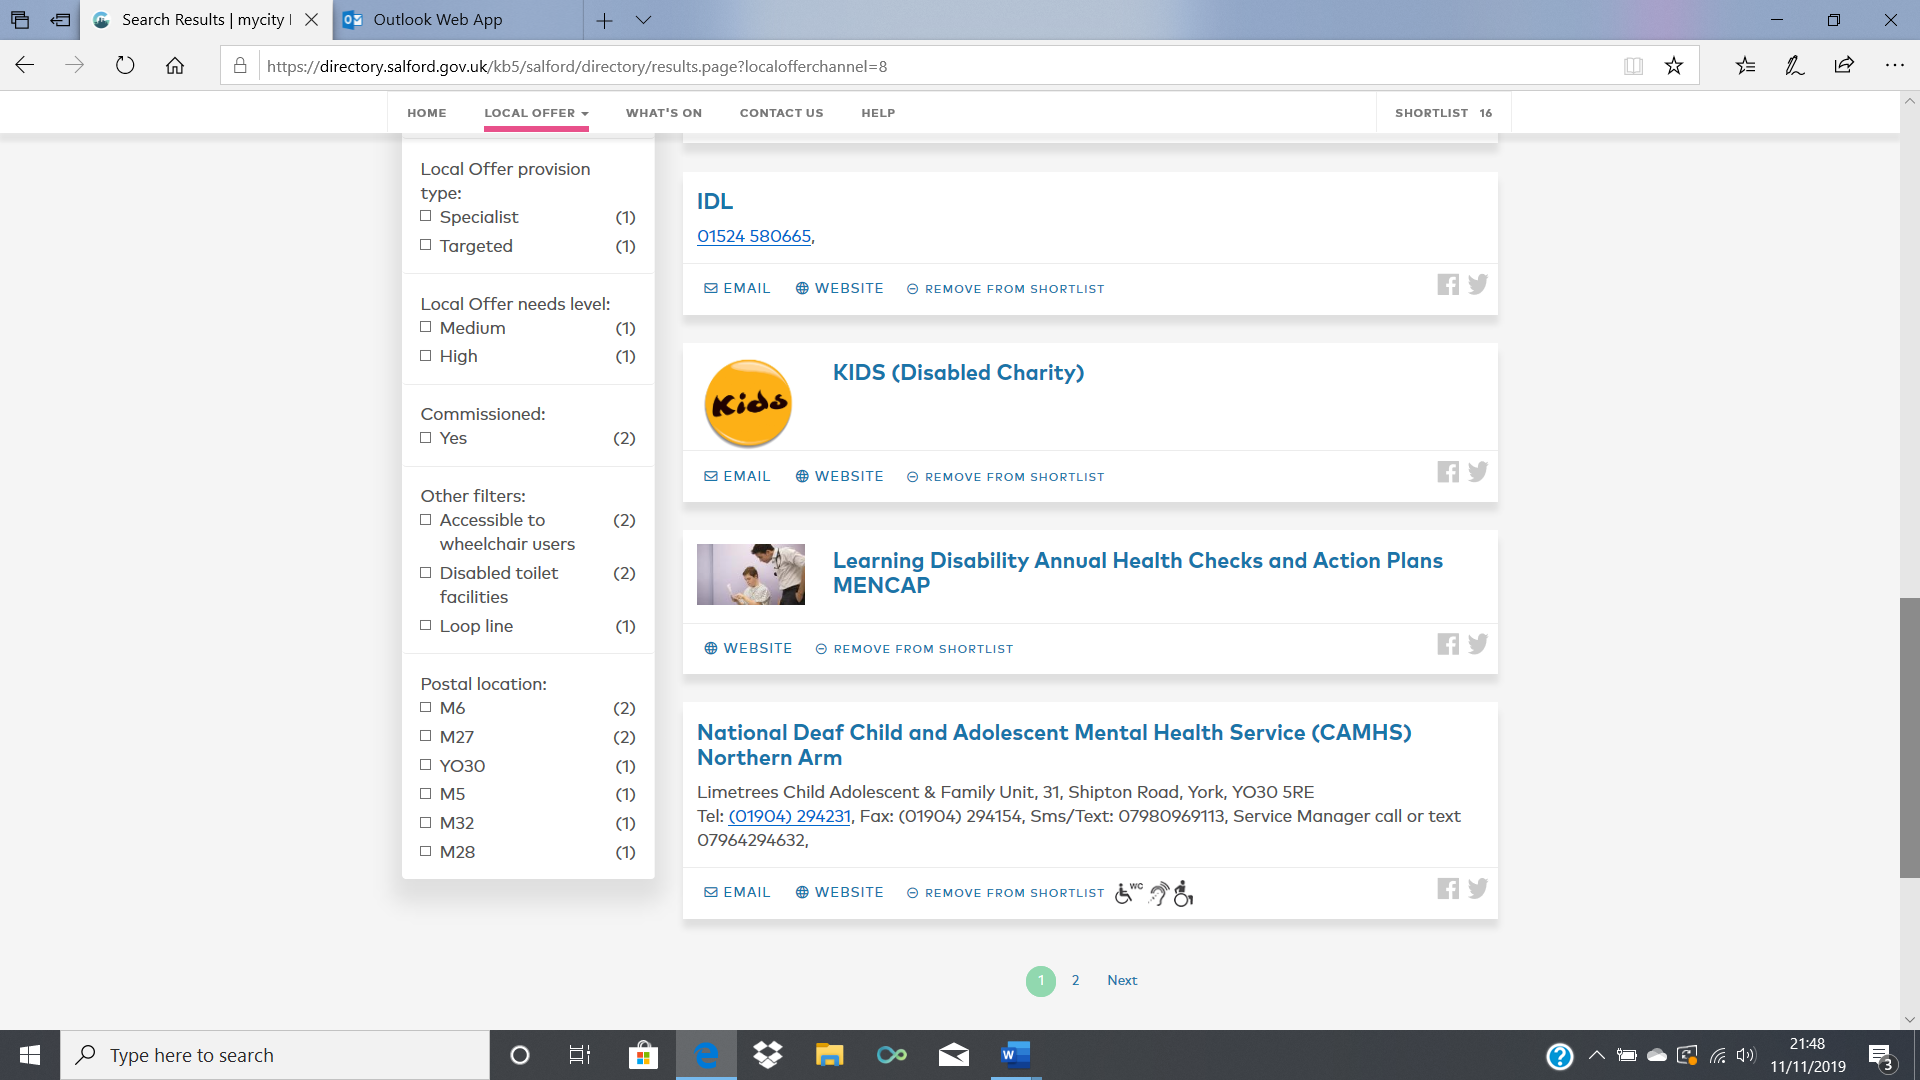 Search Results | mycity
Outlook Web App
https://directory.salford.gov.uk/kb5/salford/directory/results.page?localofferchannel=8
HOME
LOCAL OFFER
WHAT'S ON
CONTACT US
HELP
SHORTLIST 16
Local Offer provision
type:
Specialist (1)
Targeted (1)
Local Offer needs level:
Medium (1)
High (1)
Commissioned:
Yes (2)
Other filters:
Accessible to (2)
wheelchair users
Disabled toilet (2)
facilities
Loop line (1)
Postal location:
M6 (2)
M27 (2)
YO30 (1)
M5 (1)
M32 (1)
M28 (1)
IDL
01524 580665,
EMAIL WEBSITE REMOVE FROM SHORTLIST
Kids
KIDS (Disabled Charity)
EMAIL WEBSITE REMOVE FROM SHORTLIST
Learning Disability Annual Health Checks and Action Plans
MENCAP
WEBSITE REMOVE FROM SHORTLIST
National Deaf Child and Adolescent Mental Health Service (CAMHS)
Northern Arm
Limetrees Child Adolescent & Family Unit, 31, Shipton Road, York, YO30 5RE
Tel: (01904) 294231, Fax: (01904) 294154, Sms/Text: 07980969113, Service Manager call or text
07964294632,
EMAIL WEBSITE REMOVE FROM SHORTLIST WC
1 2 Next
Type here to search
21:48
11/11/2019
3